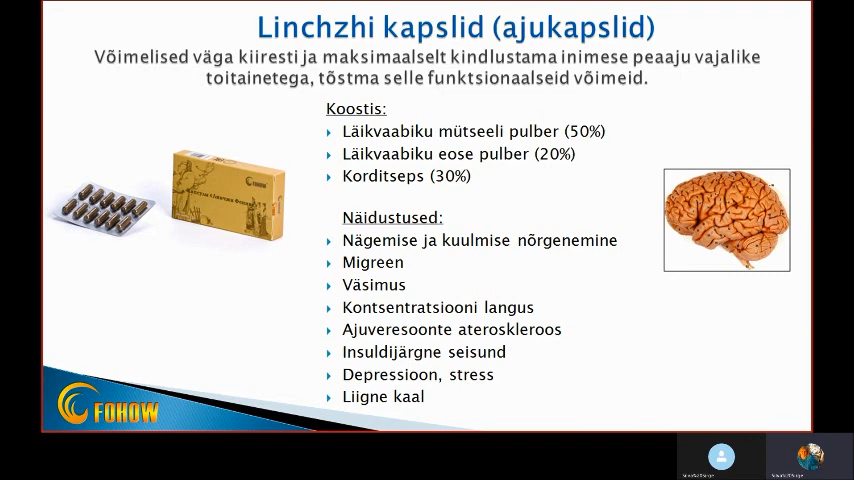 Linchzhi kapslid (ajukapslid)
Võimelised väga kiiresti ja maksimaalselt kindlustama inimese peaaju vajalike
toitainetega, tõstma selle funktsionaalseid võimeid.
Koostis:
Läikvaabiku mütseeli pulber (50%)
Läikvaabiku eose pulber (20%)
Korditseps (30%)
Näidustused:
Nägemise ja kuulmise nõrgenemine
Migreen
Väsimus
Kontsentratsiooni langus
Ajuveresoonte ateroskleroos
Insuldijärgne seisund
Depressioon, stress
Liigne kaal
FOHOW
FOHOW